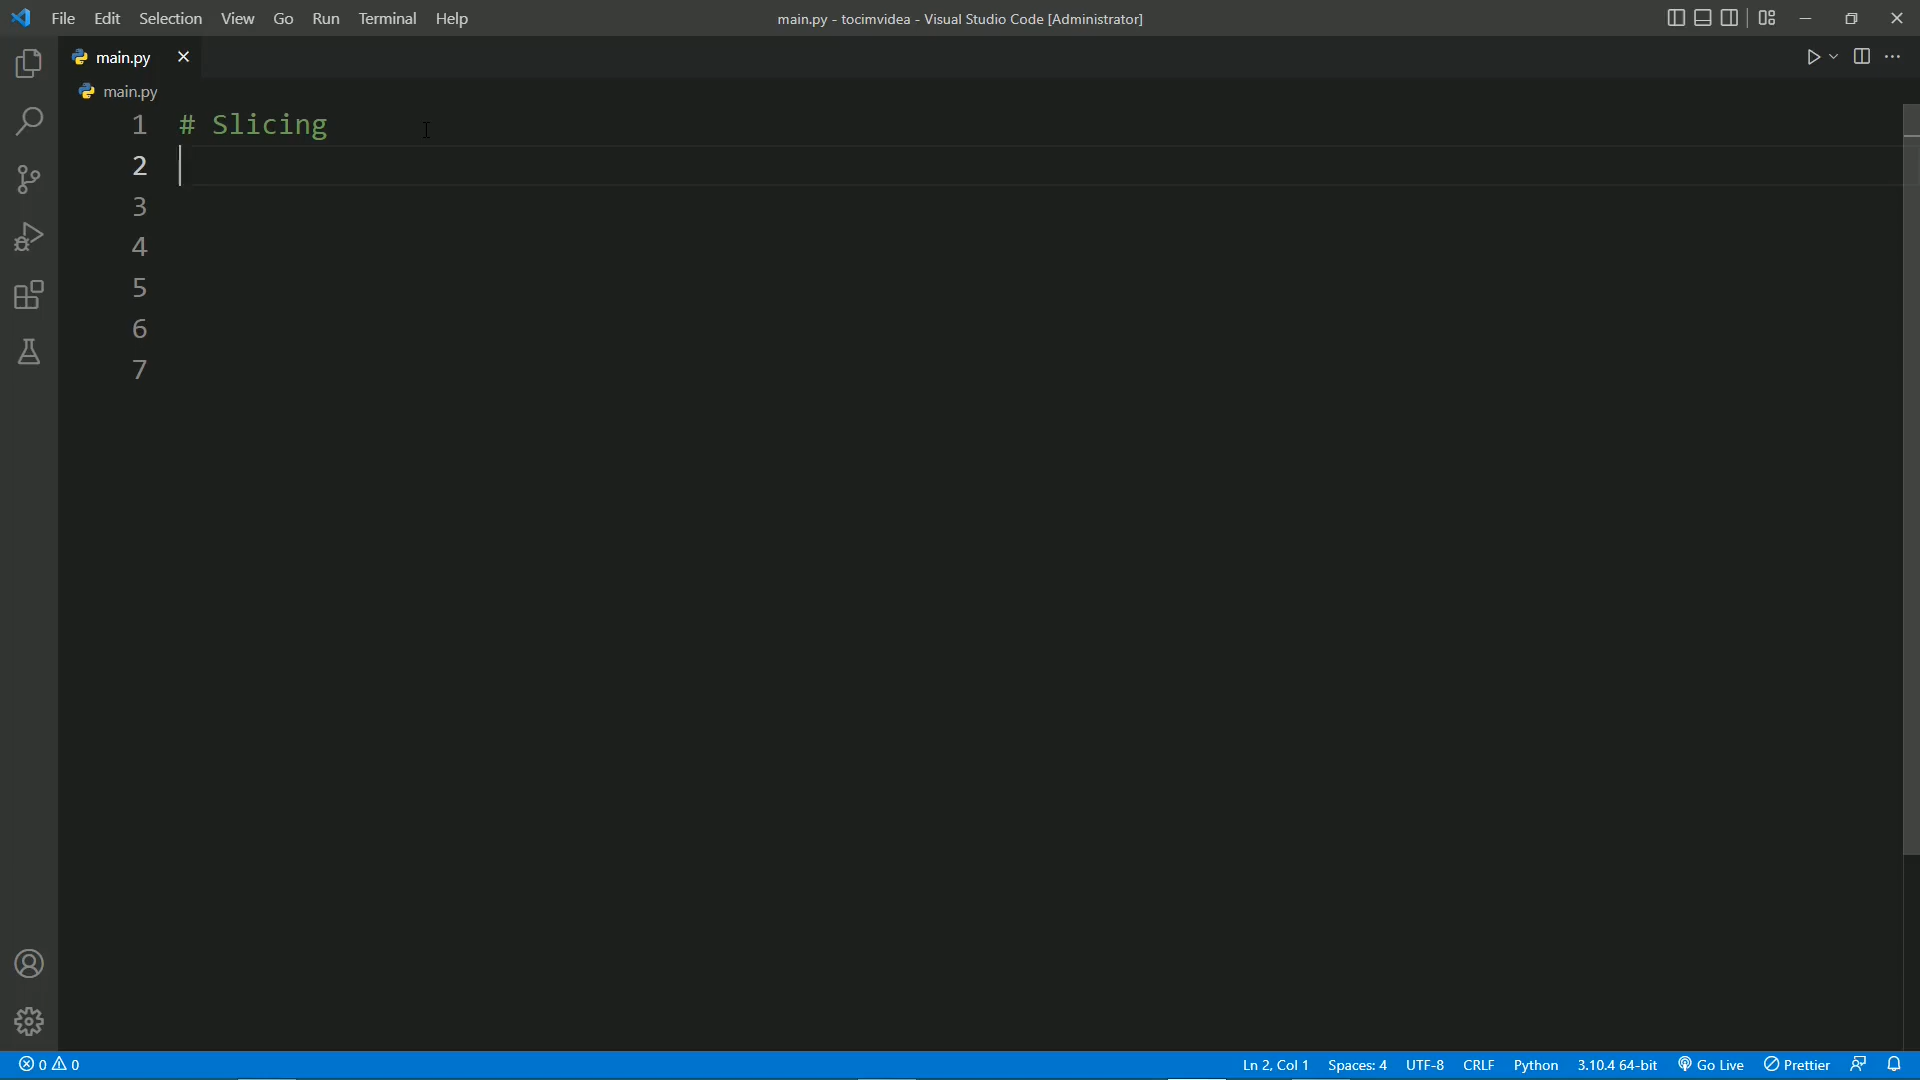 File Edit Selection View Go Run Terminal Help main.py - tocimvidea - Visual Studio Code [Administrator]
main.py
main.py
1 # Slicing
2
3
4
5
6
7
0 0 Ln 2, Col 1 Spaces: 4 UTF-8 CRLF Python 3.10.4 64-bit Go Live Prettier